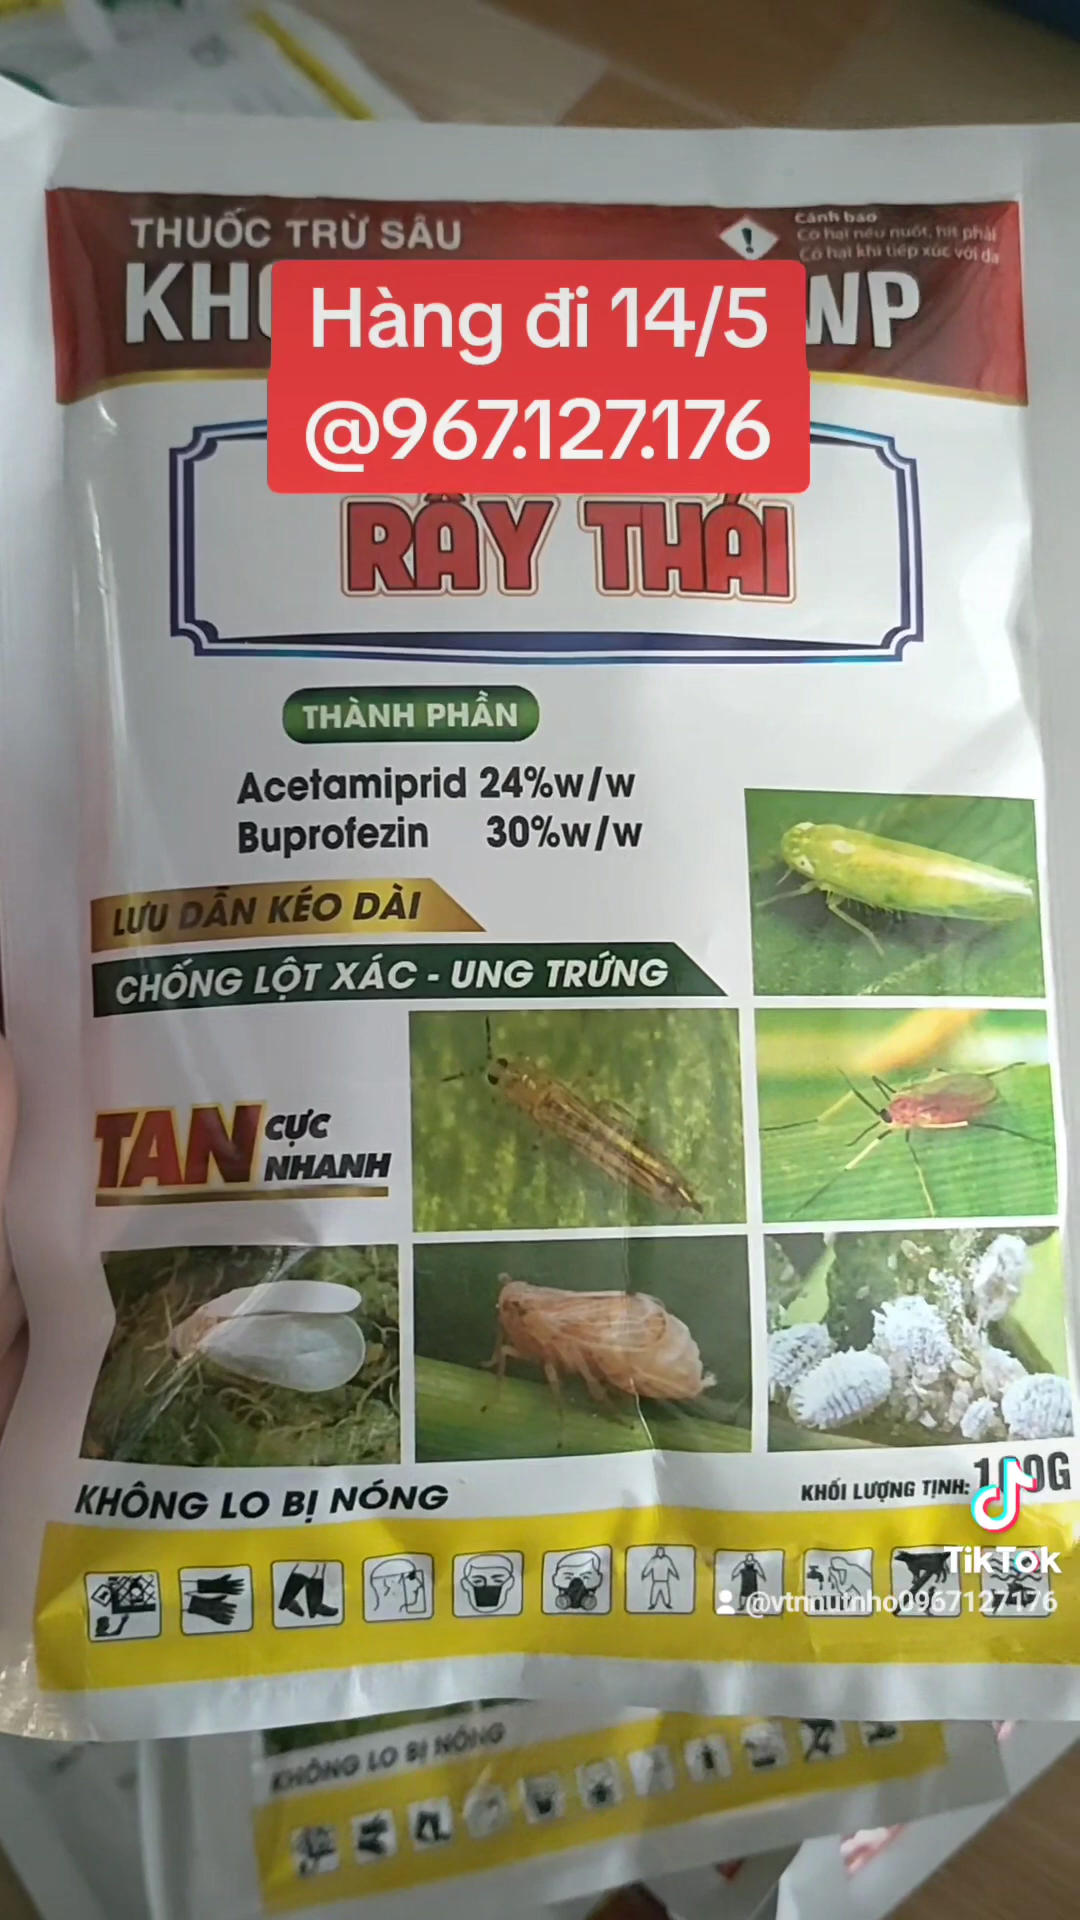 THUỐC TRỪ SÂU
Cảnh báo
Có hại nếu nuốt, hít phải
Có hại khi tiếp xúc với da
WP
Hàng đi 14/5
@967.127.176
RẦY THÁI
THÀNH PHẦN
Acetamiprid 24%w/w
Buprofezin 30%w/w
LƯU DẪN KÉO DÀI
CHỐNG LỘT XÁC - UNG TRỨNG
TAN CỰC NHANH
KHÔNG LO BỊ NÓNG
KHỐI LƯỢNG TỊNH:
TikTok
@vtnnutnho0967127176
KHÔNG LO BỊ NÓNG